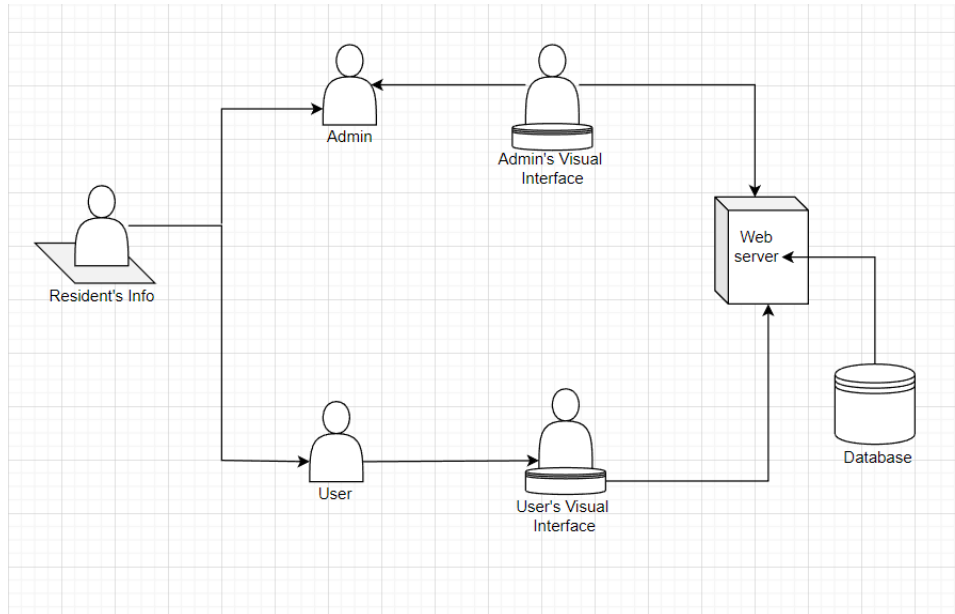 Admin
Admin's Visual
Interface
Web
server
Resident's Info
Database
User
User's Visual
Interface